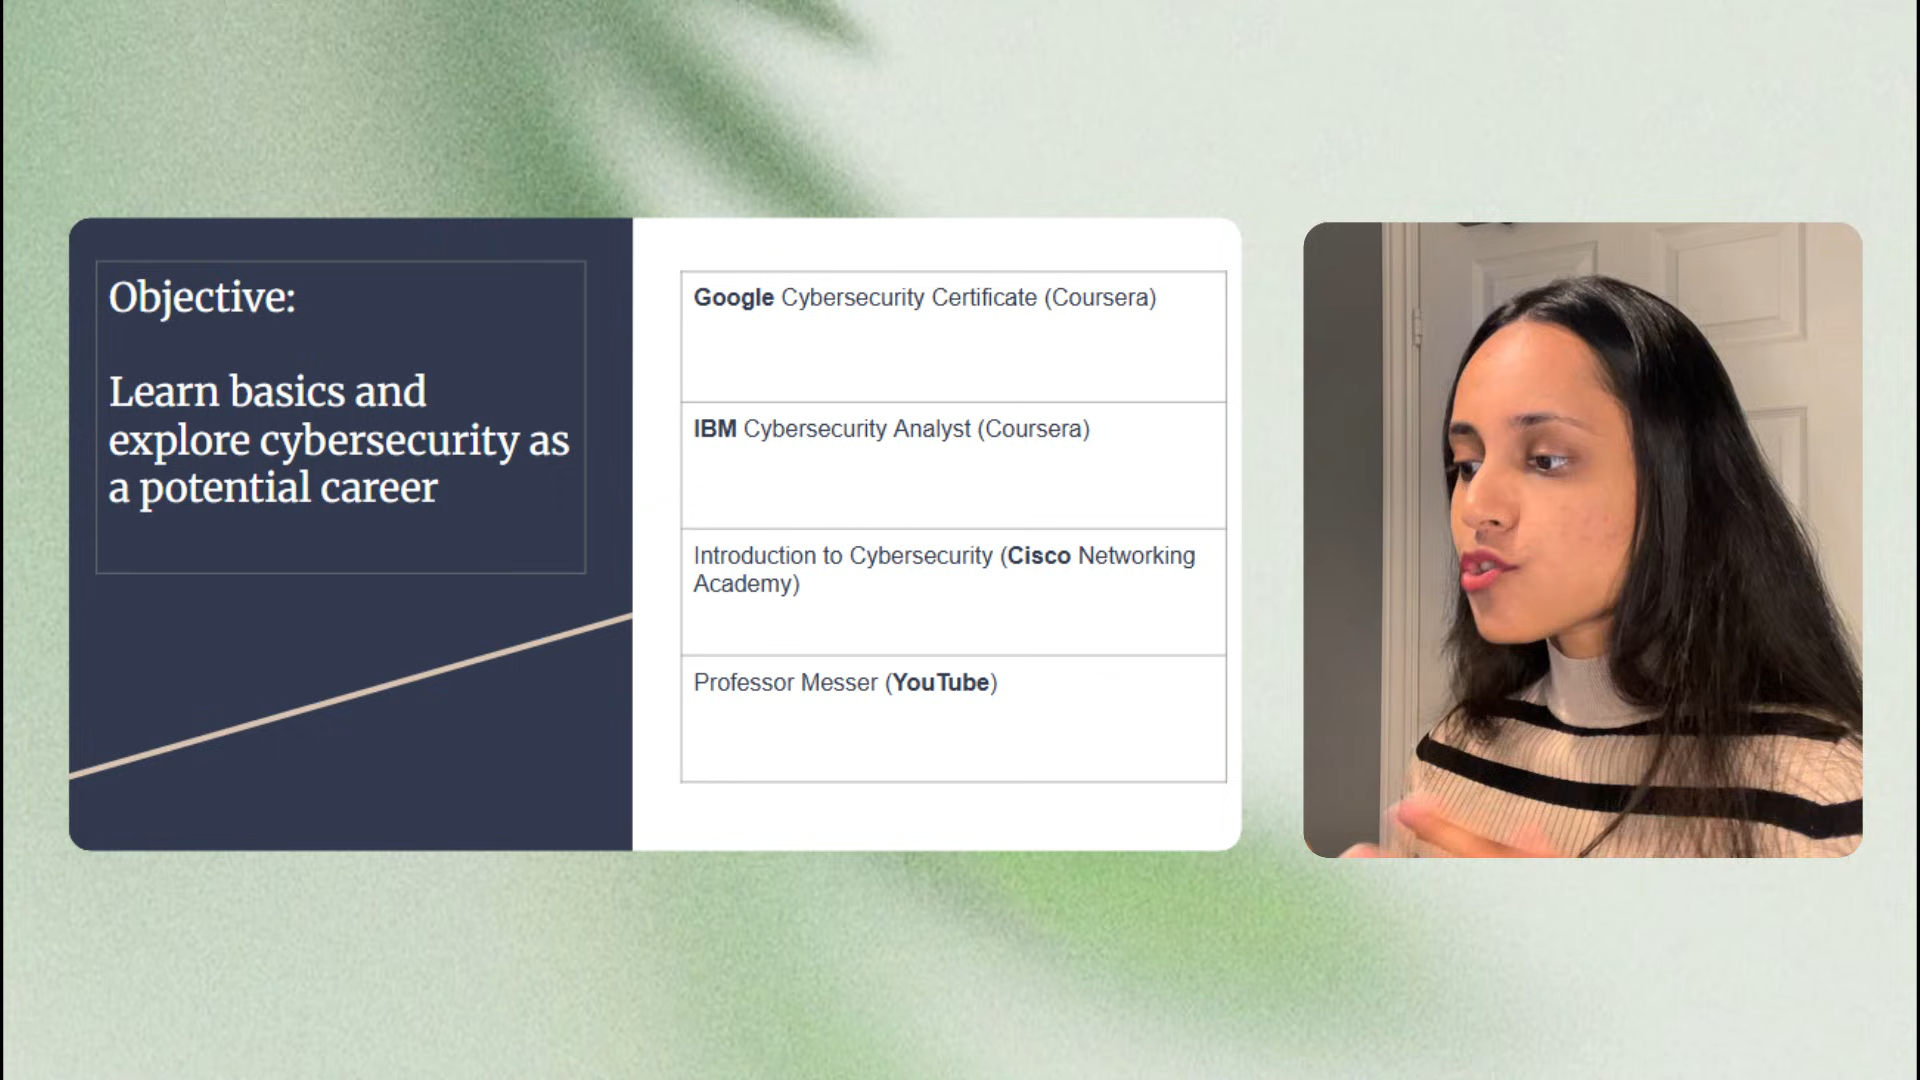 Objective:
Learn basics and
explore cybersecurity as
a potential career
Google Cybersecurity Certificate (Coursera)
IBM Cybersecurity Analyst (Coursera)
Introduction to Cybersecurity (Cisco Networking
Academy)
Professor Messer (YouTube)